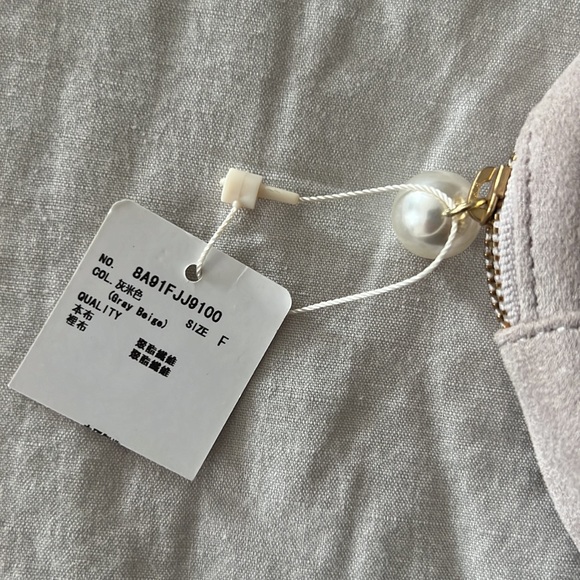 NO. 8A91FJJ9100
COL. 灰米色
(Gray Beige) SIZE F
QUALITY
本布 聚酯纖維
裡布 聚酯纖維